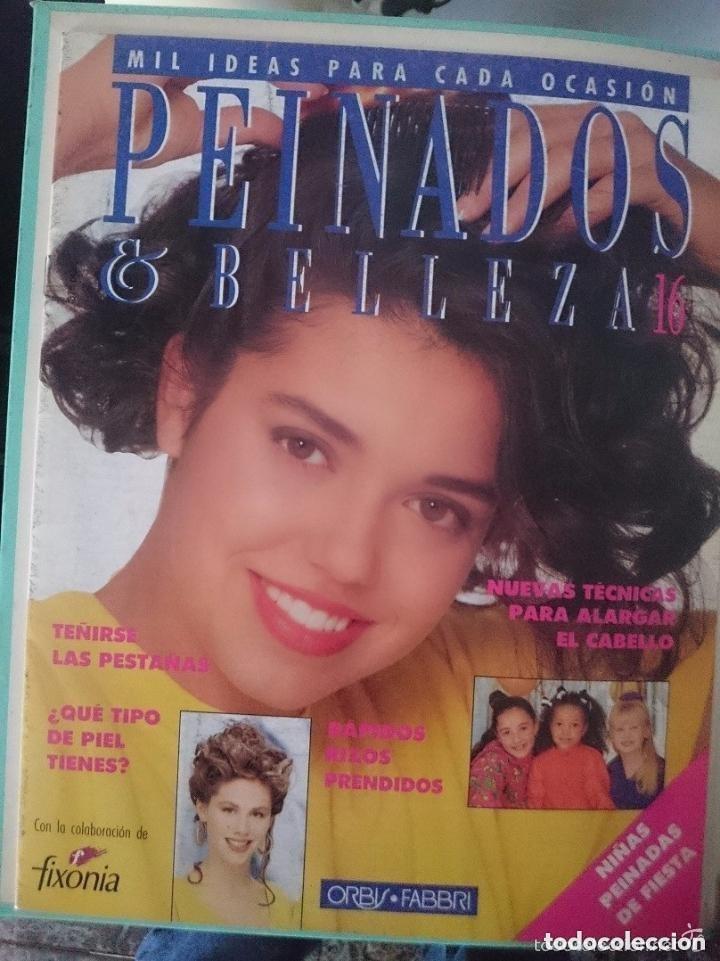 MIL IDEAS PARA CADA OCASIÓN
PEINADOS
& BELLEZA 16
NUEVAS TÉCNICAS
PARA ALARGAR
EL CABELLO
TEÑIRSE
LAS PESTAÑAS
¿QUÉ TIPO
DE PIEL
TIENES?
RÁPIDOS
RIZOS
PRENDIDOS
NIÑAS
PEINADAS
DE FIESTA
Con la colaboración de
f
fixonia
ORBIS • FABBRI
todocolección